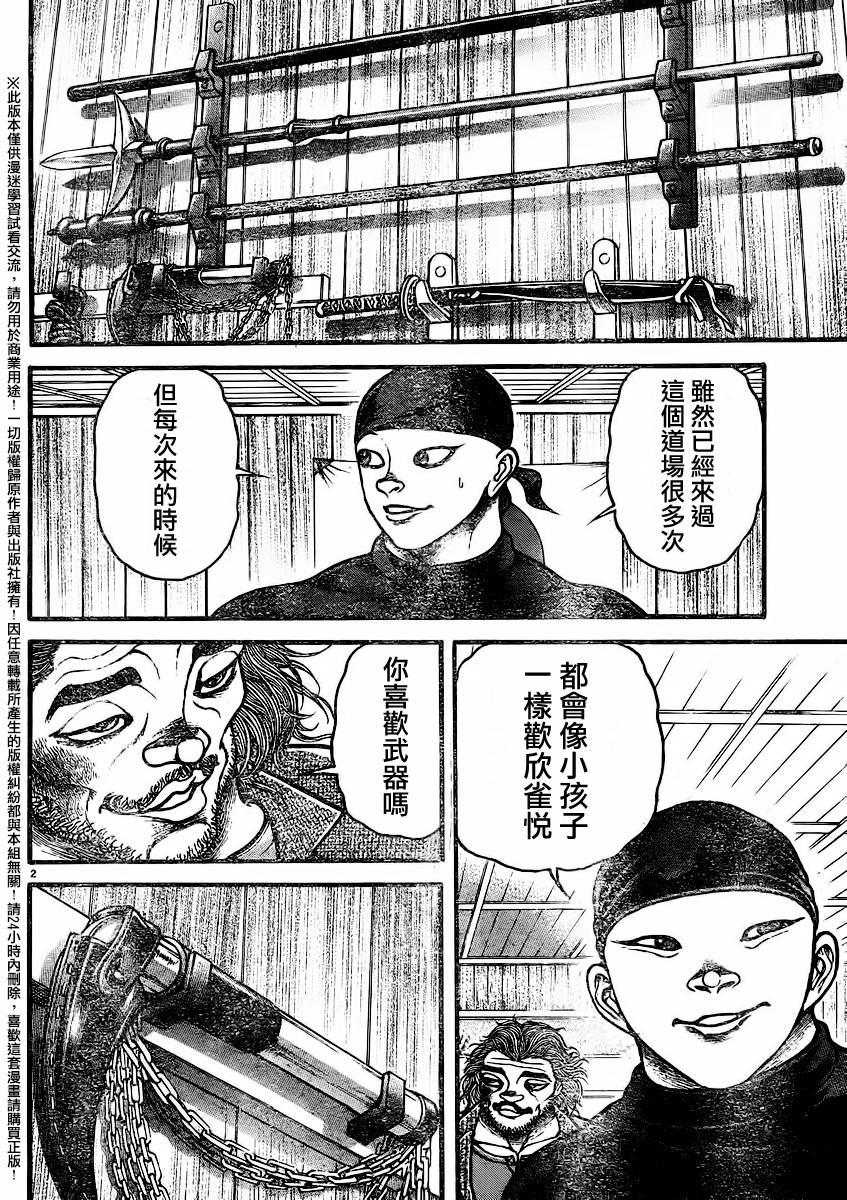 雖然已經來過
這個道場很多次
但每次來的時候
都會像小孩子
一樣歡欣雀悅
你喜歡武器嗎
2
※此版本僅供漫迷學習試看交流，請勿用於商業用途！一切版權歸原作者與出版社擁有！因任意轉載所產生的版權糾紛都與本組無關！請24小時內刪除，喜歡這套漫畫請購買正版！